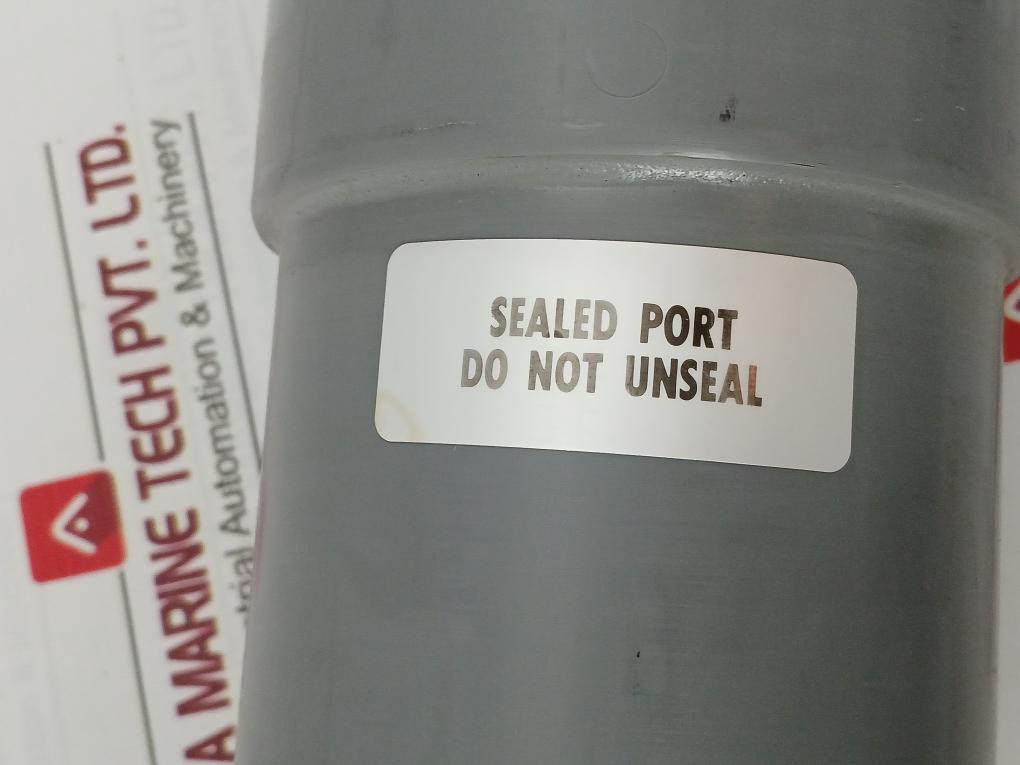 SEALED PORT
DO NOT UNSEAL
A MARINE TECH PVT. LTD.
Automation & Machinery